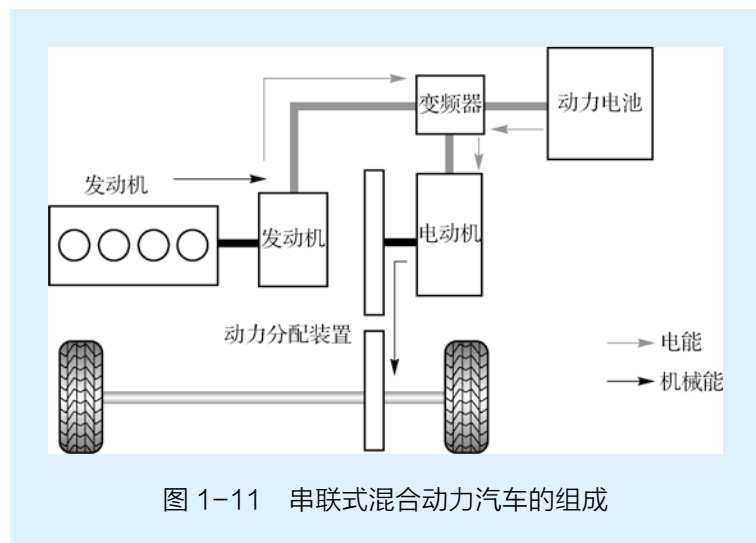 变频器
动力电池
发动机
发动机
电动机
动力分配装置
电能
机械能
图 1-11 串联式混合动力汽车的组成